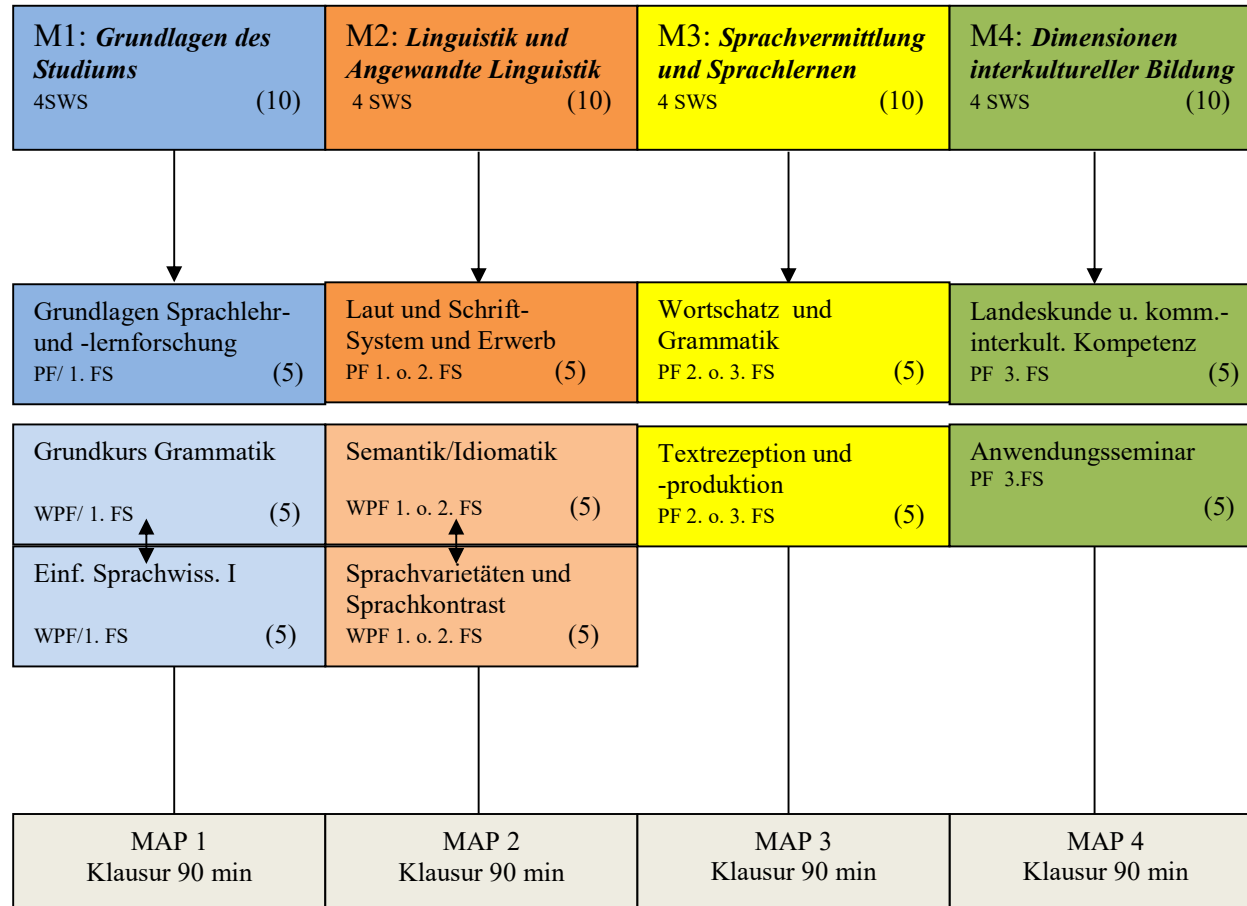 M1: Grundlagen des
Studiums
4SWS (10)
M2: Linguistik und
Angewandte Linguistik
4 SWS (10)
M3: Sprachvermittlung
und Sprachlernen
4 SWS (10)
M4: Dimensionen
interkultureller Bildung
4 SWS (10)
Grundlagen Sprachlehr-
und -lernforschung
PF/ 1. FS (5)
Laut und Schrift-
System und Erwerb
PF 1. o. 2. FS (5)
Wortschatz und
Grammatik
PF 2. o. 3. FS (5)
Landeskunde u. komm.-
interkult. Kompetenz
PF 3. FS (5)
Grundkurs Grammatik
WPF/ 1. FS (5)
Semantik/Idiomatik
WPF 1. o. 2. FS (5)
Textrezeption und
-produktion
PF 2. o. 3. FS (5)
Anwendungsseminar
PF 3.FS
(5)
Einf. Sprachwiss. I
WPF/1. FS (5)
Sprachvarietäten und
Sprachkontrast
WPF 1. o. 2. FS (5)
MAP 1
Klausur 90 min
MAP 2
Klausur 90 min
MAP 3
Klausur 90 min
MAP 4
Klausur 90 min